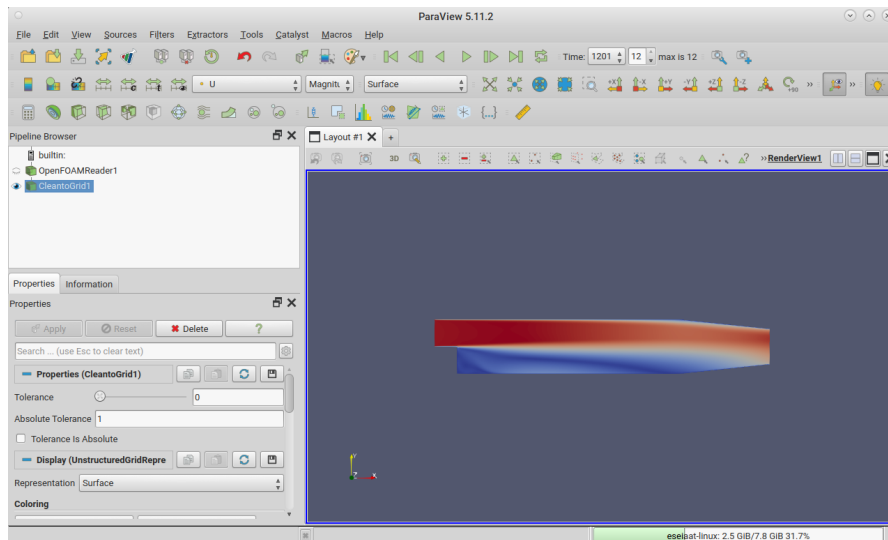 ParaView 5.11.2
File Edit View Sources Filters Extractors Tools Catalyst Macros Help
Time: 1201 12 max is 12
U Magnitu Surface +X -X +Y -Y +Z -Z »
Pipeline Browser
Layout #1
builtin:
OpenFOAMReader1
CleantoGrid1
3D » RenderView1
Properties Information
Properties
Apply Reset Delete ?
Search ... (use Esc to clear text)
Properties (CleantoGrid1)
Tolerance 0
Absolute Tolerance 1
Tolerance Is Absolute
Display (UnstructuredGridRepre
Representation Surface
Coloring
Y
Z X
eseiaat-linux: 2.5 GiB/7.8 GiB 31.7%